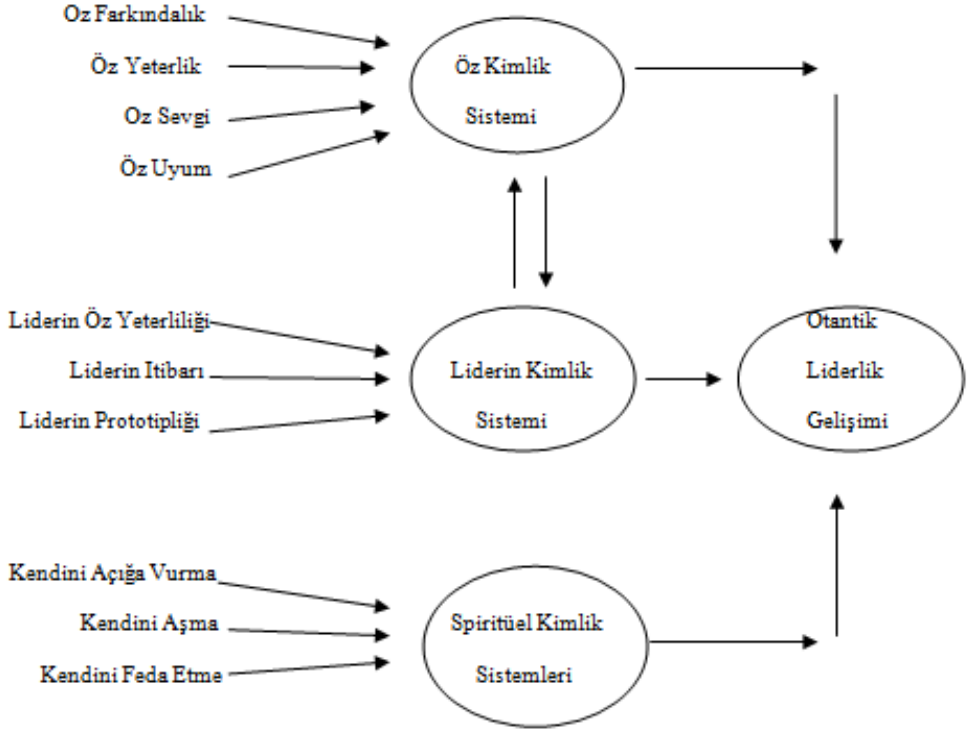 Oz Farkındalık
Öz Yeterlik
Oz Sevgi
Öz Uyum
Öz Kimlik
Sistemi
Liderin Öz Yeterliliği
Liderin Itibarı
Liderin Prototipliği
Liderin Kimlik
Sistemi
Otantik
Liderlik
Gelişimi
Kendini Açığa Vurma
Kendini Aşma
Kendini Feda Etme
Spiritüel Kimlik
Sistemleri